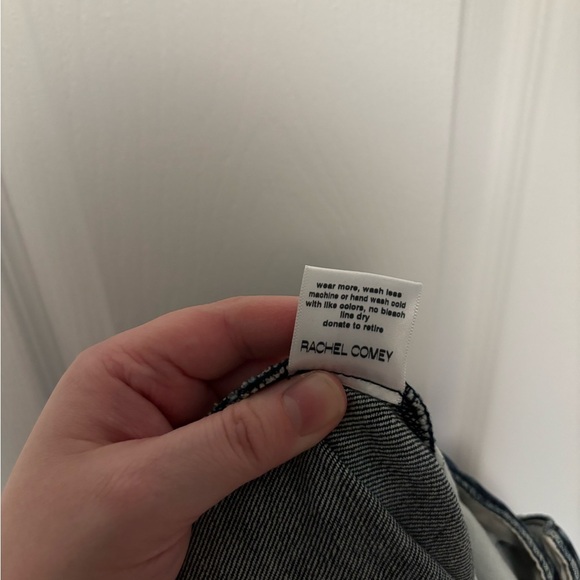 wear more, wash less
machine or hand wash cold
with like colors, no bleach
line dry
donate to retire
RACHEL COMEY